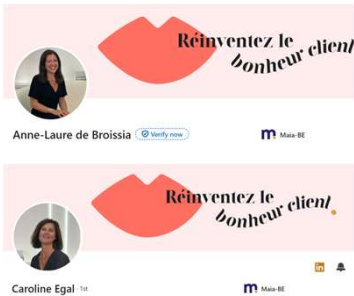 Réinventez le
bonheur client
Anne-Laure de Broissia Verify now
Maia-BE
Réinventez le
bonheur client.
Caroline Egal · 1st
Maia-BE